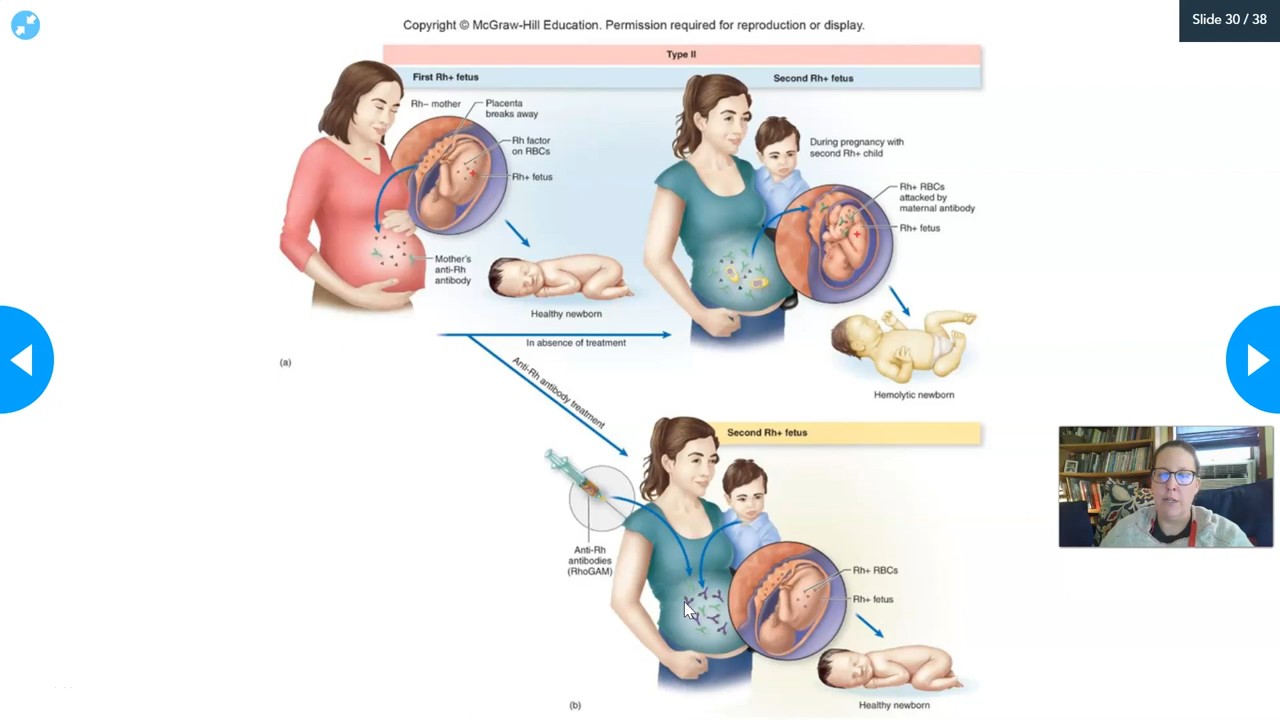 Copyright © McGraw-Hill Education. Permission required for reproduction or display.
Slide 30 / 38
Type II
First Rh+ fetus
Second Rh+ fetus
Rh– mother
Placenta
breaks away
Rh factor
on RBCs
Rh+ fetus
Mother's
anti-Rh
antibody
Healthy newborn
During pregnancy with
second Rh+ child
Rh+ RBCs
attacked by
maternal antibody
Rh+ fetus
Hemolytic newborn
In absence of treatment
(a)
Anti-Rh antibody treatment
Second Rh+ fetus
Anti-Rh
antibodies
(RhoGAM)
Rh+ RBCs
Rh+ fetus
Healthy newborn
(b)